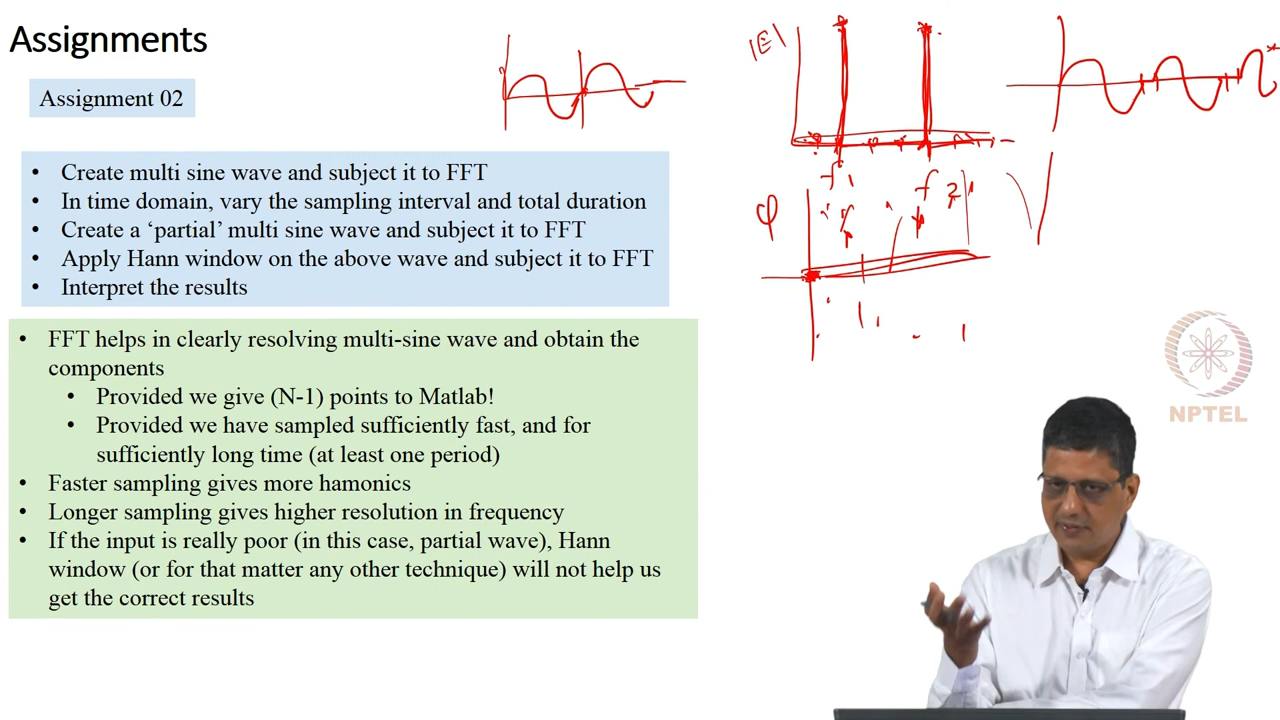 Assignments
Assignment 02
• Create multi sine wave and subject it to FFT
• In time domain, vary the sampling interval and total duration
• Create a ‘partial’ multi sine wave and subject it to FFT
• Apply Hann window on the above wave and subject it to FFT
• Interpret the results
• FFT helps in clearly resolving multi-sine wave and obtain the
components
• Provided we give (N-1) points to Matlab!
• Provided we have sampled sufficiently fast, and for
sufficiently long time (at least one period)
• Faster sampling gives more hamonics
• Longer sampling gives higher resolution in frequency
• If the input is really poor (in this case, partial wave), Hann
window (or for that matter any other technique) will not help us
get the correct results
|E|
f1 f2
φ
NPTEL